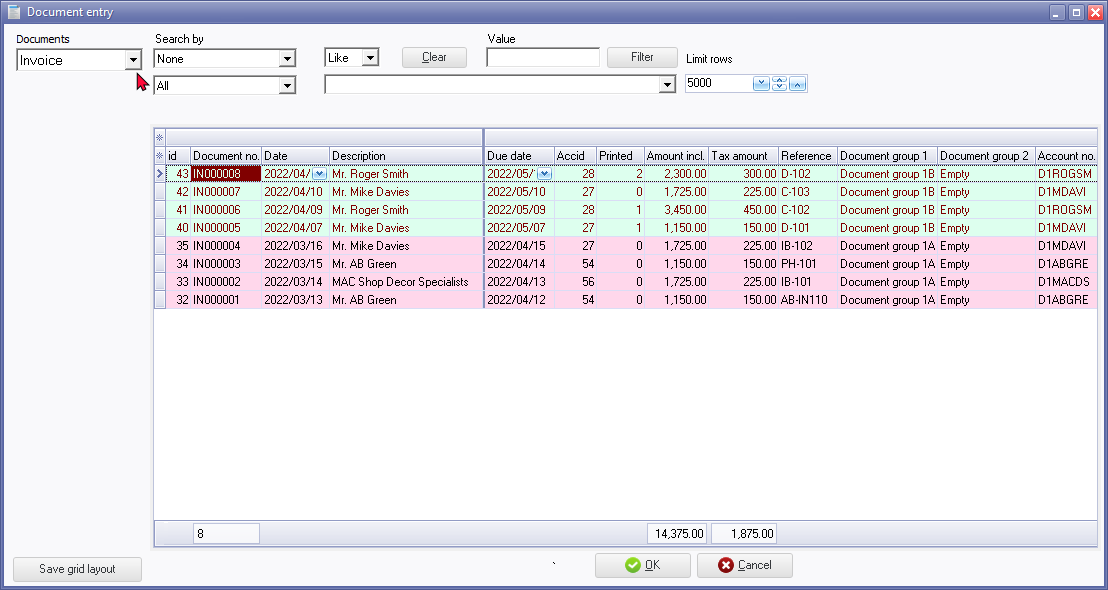 Document entry
Documents
Search by
Value
Invoice
None
Like
Clear
Filter
Limit rows
All
5000
id Document no. Date Description Due date Accid Printed Amount incl. Tax amount Reference Document group 1 Document group 2 Account no.
43 IN000008 2022/04/ Mr. Roger Smith 2022/05/ 28 2 2,300.00 300.00 D-102 Document group 1B Empty D1ROGSM
42 IN000007 2022/04/10 Mr. Mike Davies 2022/05/10 27 0 1,725.00 225.00 C-103 Document group 1B Empty D1MDAVI
41 IN000006 2022/04/09 Mr. Roger Smith 2022/05/09 28 1 3,450.00 450.00 C-102 Document group 1B Empty D1ROGSM
40 IN000005 2022/04/07 Mr. Mike Davies 2022/05/07 27 1 1,150.00 150.00 D-101 Document group 1B Empty D1MDAVI
35 IN000004 2022/03/16 Mr. Mike Davies 2022/04/15 27 0 1,725.00 225.00 IB-102 Document group 1A Empty D1MDAVI
34 IN000003 2022/03/15 Mr. AB Green 2022/04/14 54 0 1,150.00 150.00 PH-101 Document group 1A Empty D1ABGRE
33 IN000002 2022/03/14 MAC Shop Decor Specialists 2022/04/13 56 0 1,725.00 225.00 IB-101 Document group 1A Empty D1MACDS
32 IN000001 2022/03/13 Mr. AB Green 2022/04/12 54 0 1,150.00 150.00 AB-IN110 Document group 1A Empty D1ABGRE
8 14,375.00 1,875.00
Save grid layout
OK
Cancel